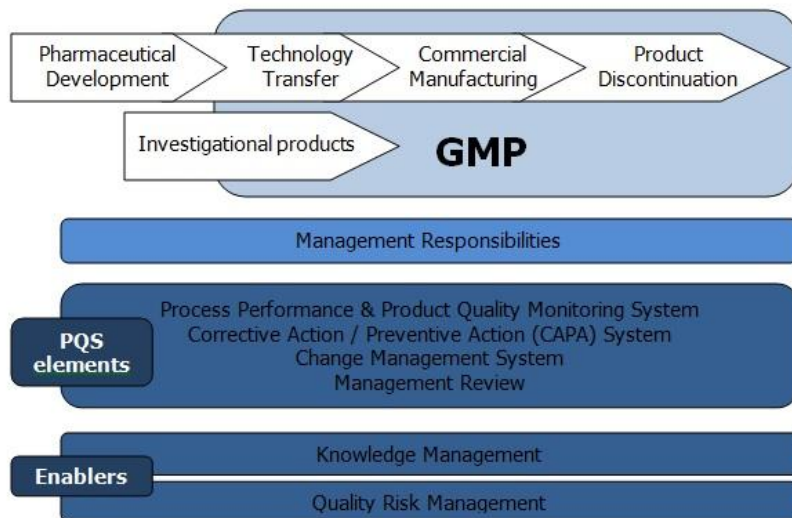 Pharmaceutical
Development
Technology
Transfer
Commercial
Manufacturing
Product
Discontinuation
Investigational products
GMP
Management Responsibilities
PQS
elements
Process Performance & Product Quality Monitoring System
Corrective Action / Preventive Action (CAPA) System
Change Management System
Management Review
Enablers
Knowledge Management
Quality Risk Management